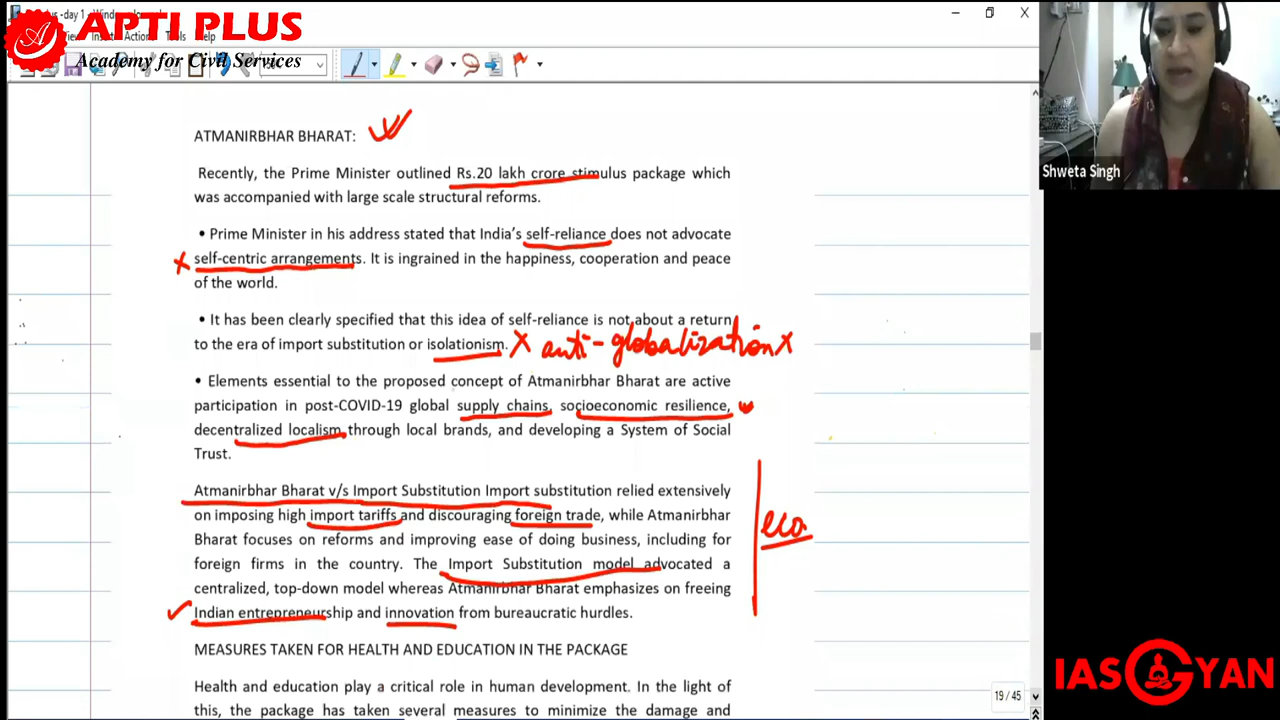 -day 1
APTI PLUS
Actions Tools
Academy for Civil Services
Shweta Singh
ATMANIRBHAR BHARAT:
Recently, the Prime Minister outlined Rs.20 lakh crore stimulus package which
was accompanied with large scale structural reforms.
• Prime Minister in his address stated that India's self-reliance does not advocate
self-centric arrangements. It is ingrained in the happiness, cooperation and peace
of the world.
• It has been clearly specified that this idea of self-reliance is not about a return
to the era of import substitution or isolationism. x anti-globalization x
• Elements essential to the proposed concept of Atmanirbhar Bharat are active
participation in post-COVID-19 global supply chains, socioeconomic resilience,
decentralized localism through local brands, and developing a System of Social
Trust.
Atmanirbhar Bharat v/s Import Substitution Import substitution relied extensively
on imposing high import tariffs and discouraging foreign trade, while Atmanirbhar
eco
Bharat focuses on reforms and improving ease of doing business, including for
foreign firms in the country. The Import Substitution model advocated a
centralized, top-down model whereas Atmanirbhar Bharat emphasizes on freeing
Indian entrepreneurship and innovation from bureaucratic hurdles.
MEASURES TAKEN FOR HEALTH AND EDUCATION IN THE PACKAGE
Health and education play a critical role in human development. In the light of
this, the package has taken several measures to minimize the damage and
19 / 45
IAS GYAN